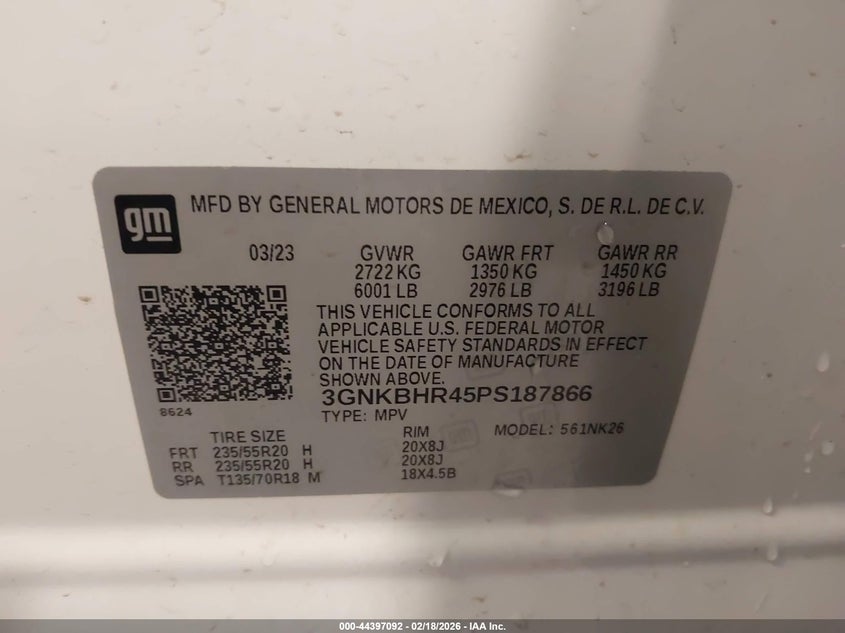 gm
MFD BY GENERAL MOTORS DE MEXICO, S. DE R.L. DE C.V.
03/23 GVWR GAWR FRT GAWR RR
2722 KG 1350 KG 1450 KG
6001 LB 2976 LB 3196 LB
THIS VEHICLE CONFORMS TO ALL
APPLICABLE U.S. FEDERAL MOTOR
VEHICLE SAFETY STANDARDS IN EFFECT
ON THE DATE OF MANUFACTURE
SHOWN ABOVE.
3GNKBHR45PS187866
8624
TYPE: MPV
TIRE SIZE RIM MODEL: 561NK26
FRT 235/55R20 H 20X8J
RR 235/55R20 H 20X8J
SPA T135/70R18 M 18X4.5B
000-44397092 - 02/18/2026 - IAA Inc.